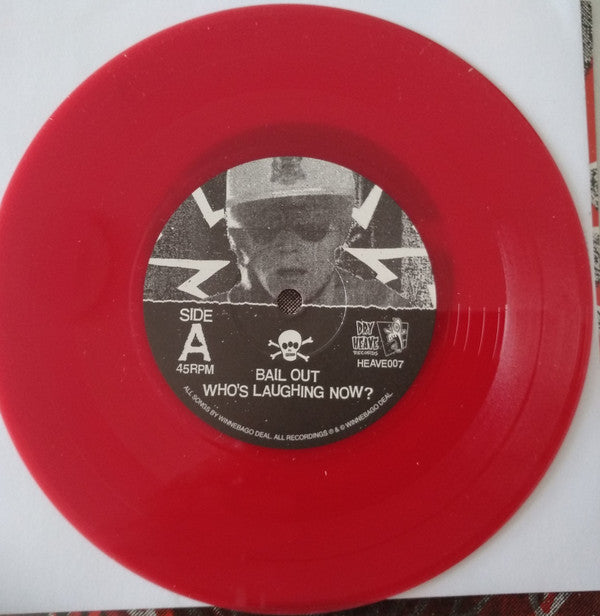 SIDE
A
45RPM
DRY
HEAVE
RECORDS
HEAVE007
BAIL OUT
WHO'S LAUGHING NOW?
ALL SONGS BY WINNEBAGO DEAL. ALL RECORDINGS ℗ & © WINNEBAGO DEAL